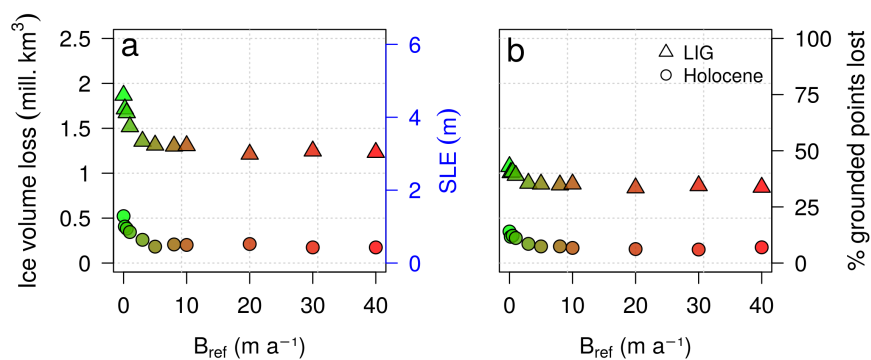 a
Ice volume loss (mill. km³)
2.5
2
1.5
1
0.5
0
6
4
2
0
SLE (m)
0 10 20 30 40
B_ref (m a⁻¹)
b
LIG
Holocene
100
75
50
25
0
% grounded points lost
0 10 20 30 40
B_ref (m a⁻¹)